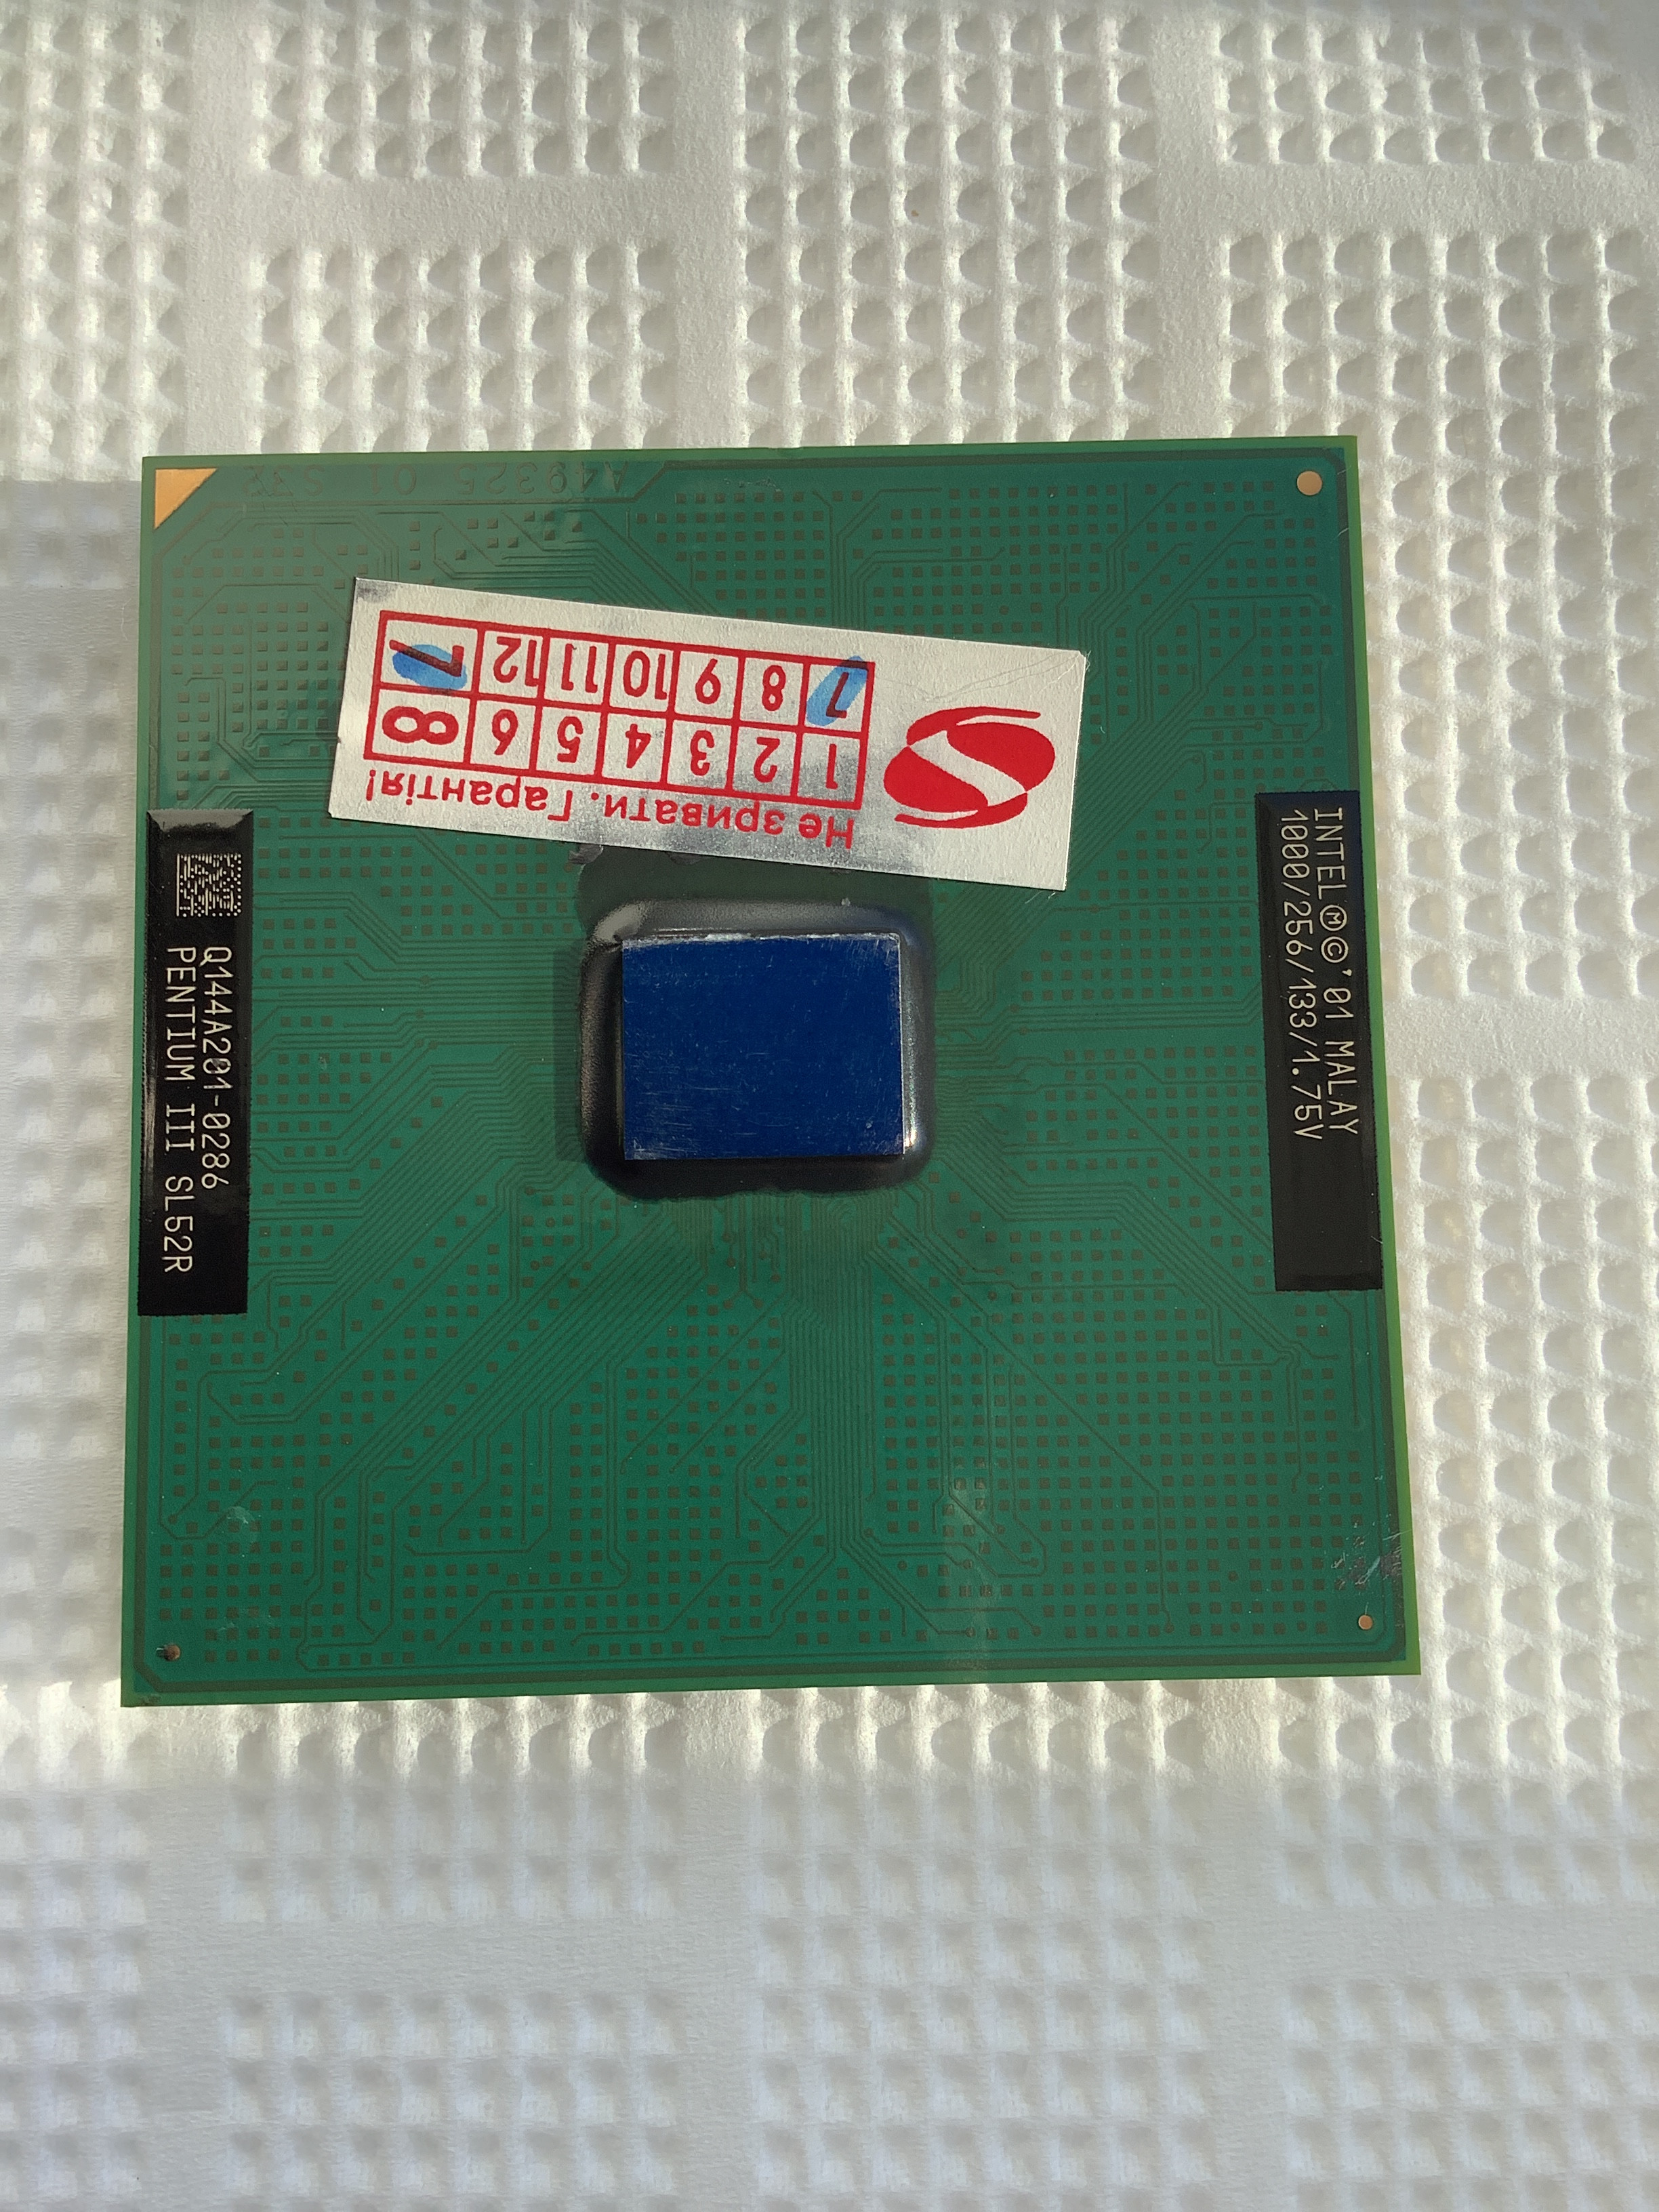 A49325 01 S3X
Не зривати. Гарантія!
1 2 3 4 5 6 8
7 8 9 10 11 12 7
INTEL Ⓜ©'01 MALAY
1000/256/133/1.75V
Q144A201-0286
PENTIUM III SL52R